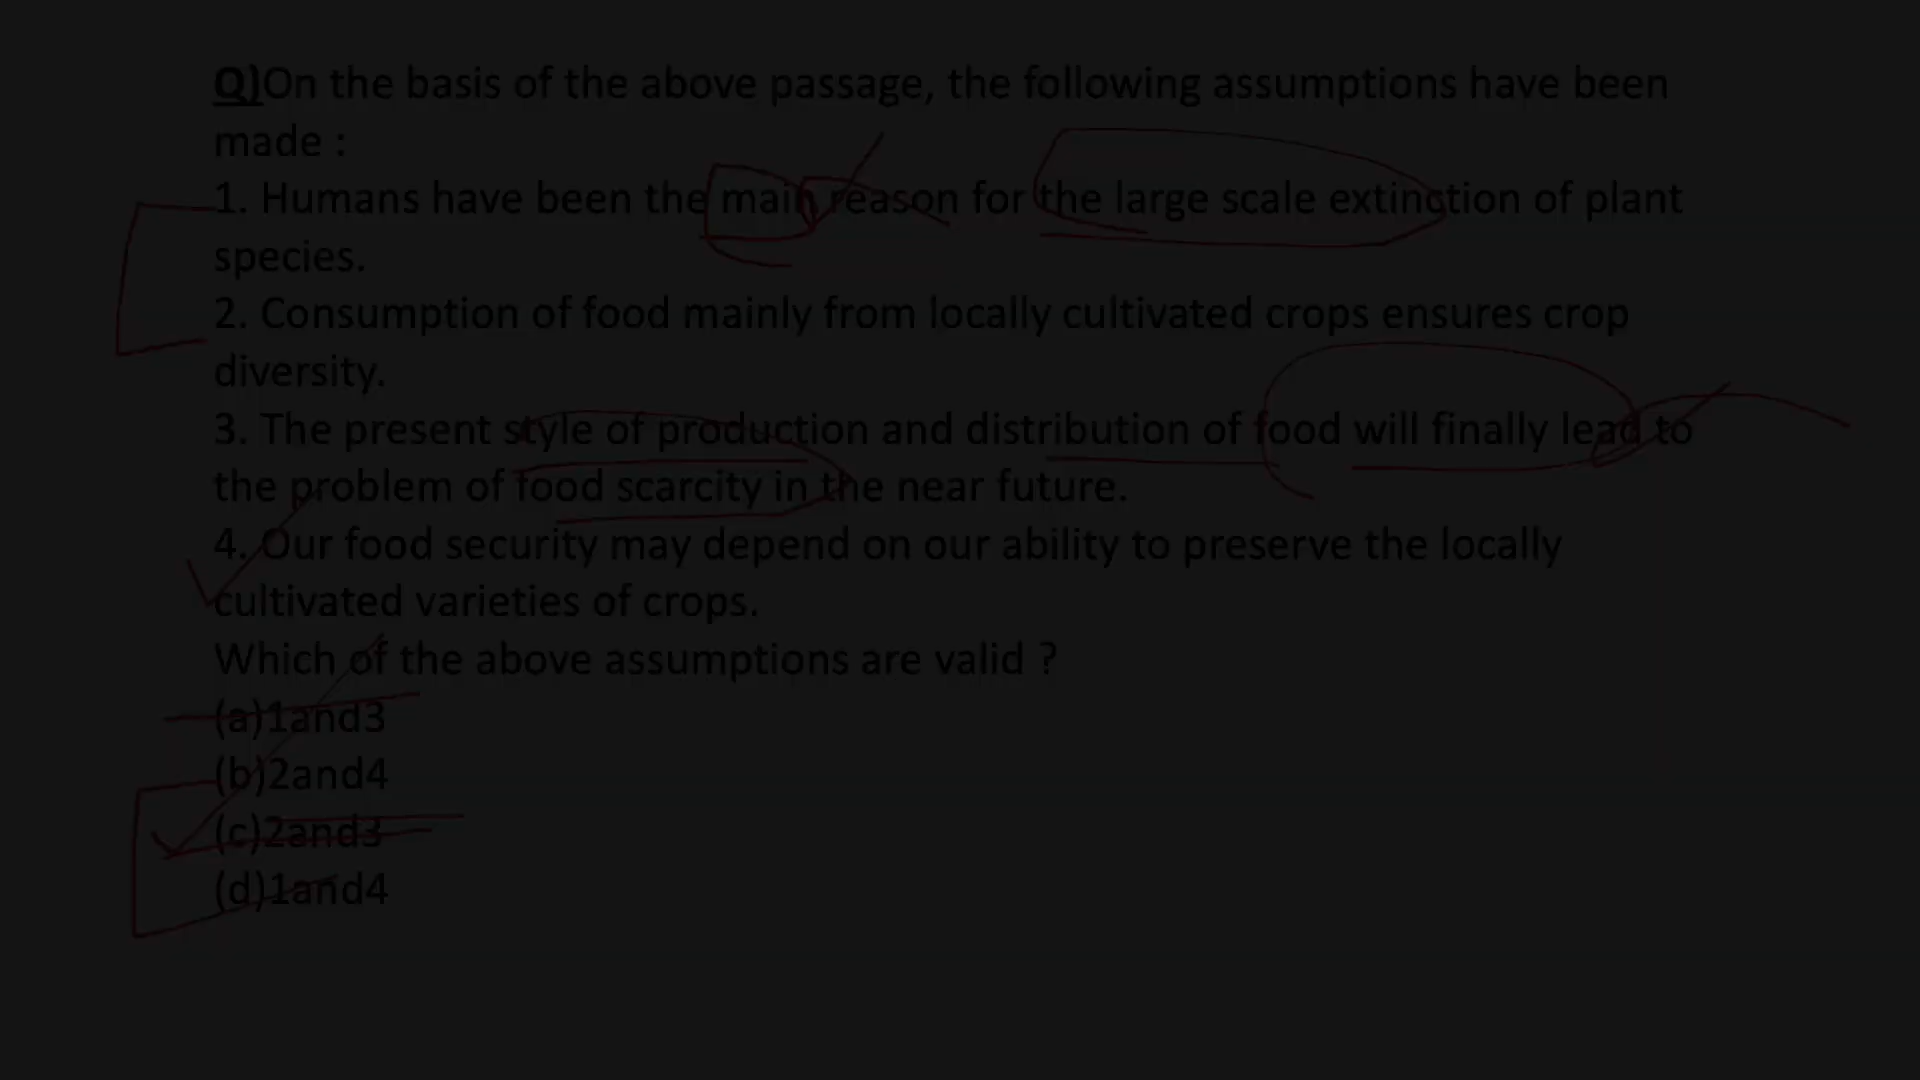 Q)On the basis of the above passage, the following assumptions have been
made :
1. Humans have been the main reason for the large scale extinction of plant
species.
2. Consumption of food mainly from locally cultivated crops ensures crop
diversity.
3. The present style of production and distribution of food will finally lead to
the problem of food scarcity in the near future.
4. Our food security may depend on our ability to preserve the locally
cultivated varieties of crops.
Which of the above assumptions are valid ?
(a)1and3
(b)2and4
(c)2and3
(d)1and4